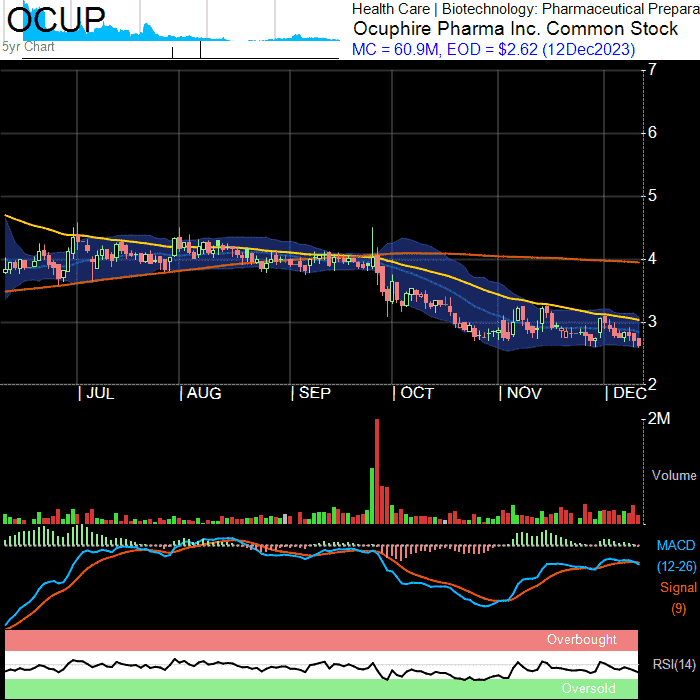 OCUP
5yr Chart
Health Care | Biotechnology: Pharmaceutical Prepara
Ocuphire Pharma Inc. Common Stock
MC = 60.9M, EOD = $2.62 (12Dec2023)
7
6
5
4
3
2
| JUL | AUG | SEP | OCT | NOV | DEC
2M
Volume
MACD
(12-26)
Signal
(9)
Overbought
RSI(14)
Oversold